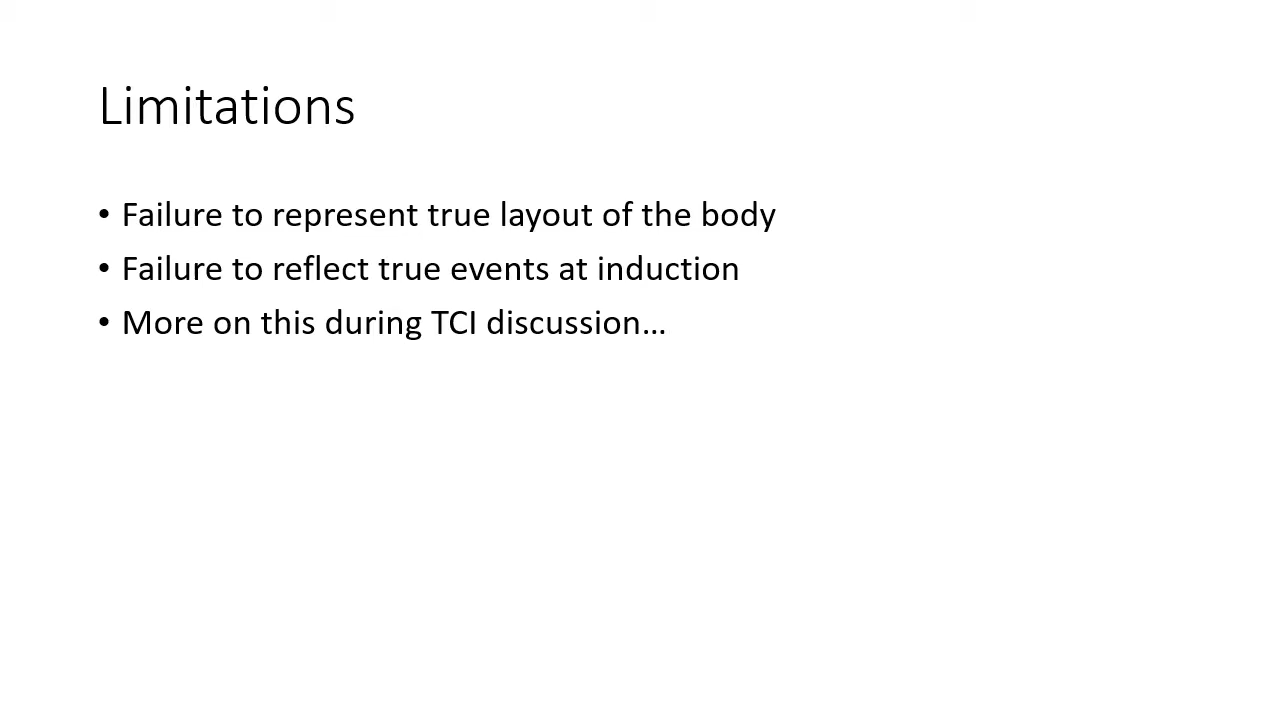 Limitations
• Failure to represent true layout of the body
• Failure to reflect true events at induction
• More on this during TCI discussion…